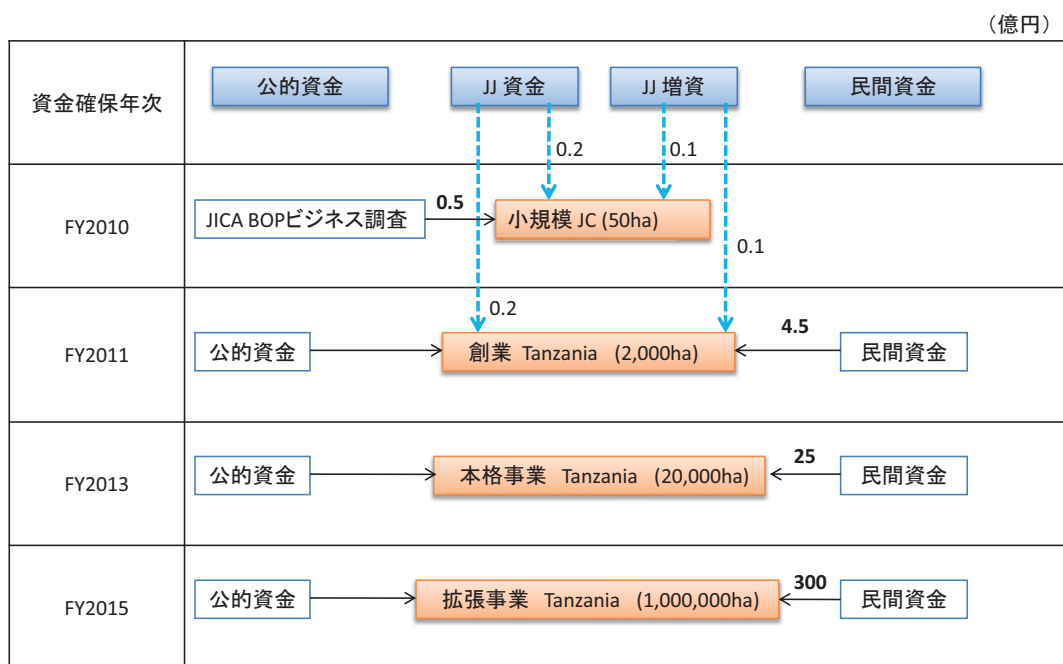 （億円）
資金確保年次
公的資金
JJ 資金
JJ 増資
民間資金
0.2
0.1
FY2010
JICA BOPビジネス調査
0.5
小規模 JC (50ha)
0.1
0.2
FY2011
公的資金
創業 Tanzania （2,000ha)
4.5
民間資金
FY2013
公的資金
本格事業 Tanzania (20,000ha)
25
民間資金
FY2015
公的資金
拡張事業 Tanzania (1,000,000ha)
300
民間資金